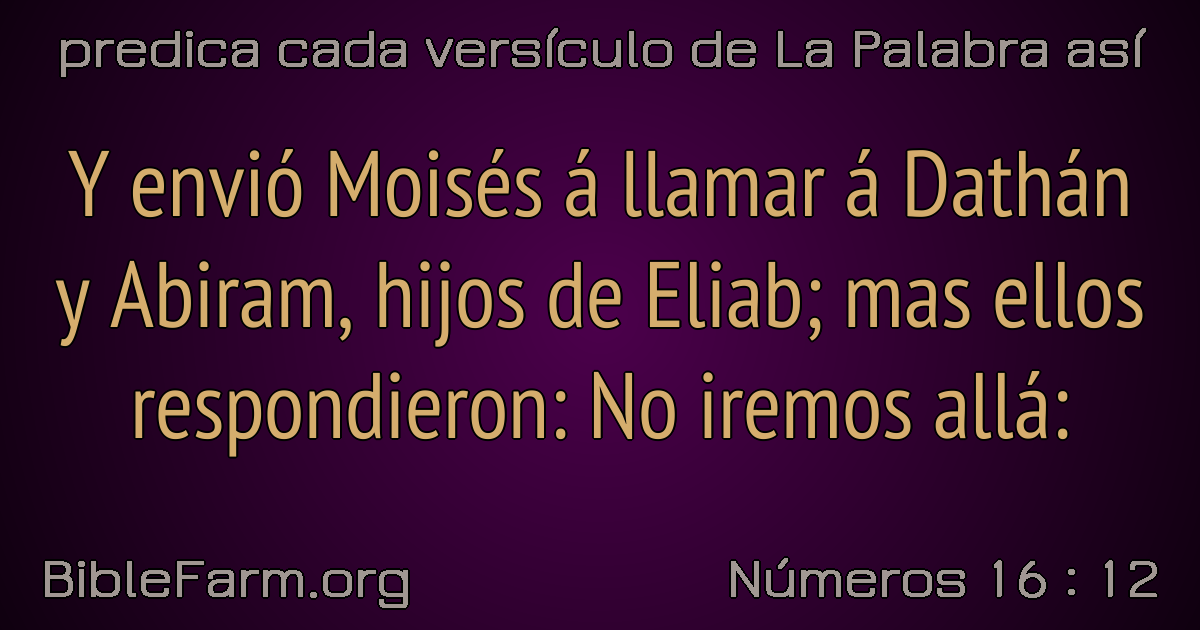 predica cada versículo de La Palabra así
Y envió Moisés á llamar á Dathán
y Abiram, hijos de Eliab; mas ellos
respondieron: No iremos allá:
BibleFarm.org
Números 16 : 12